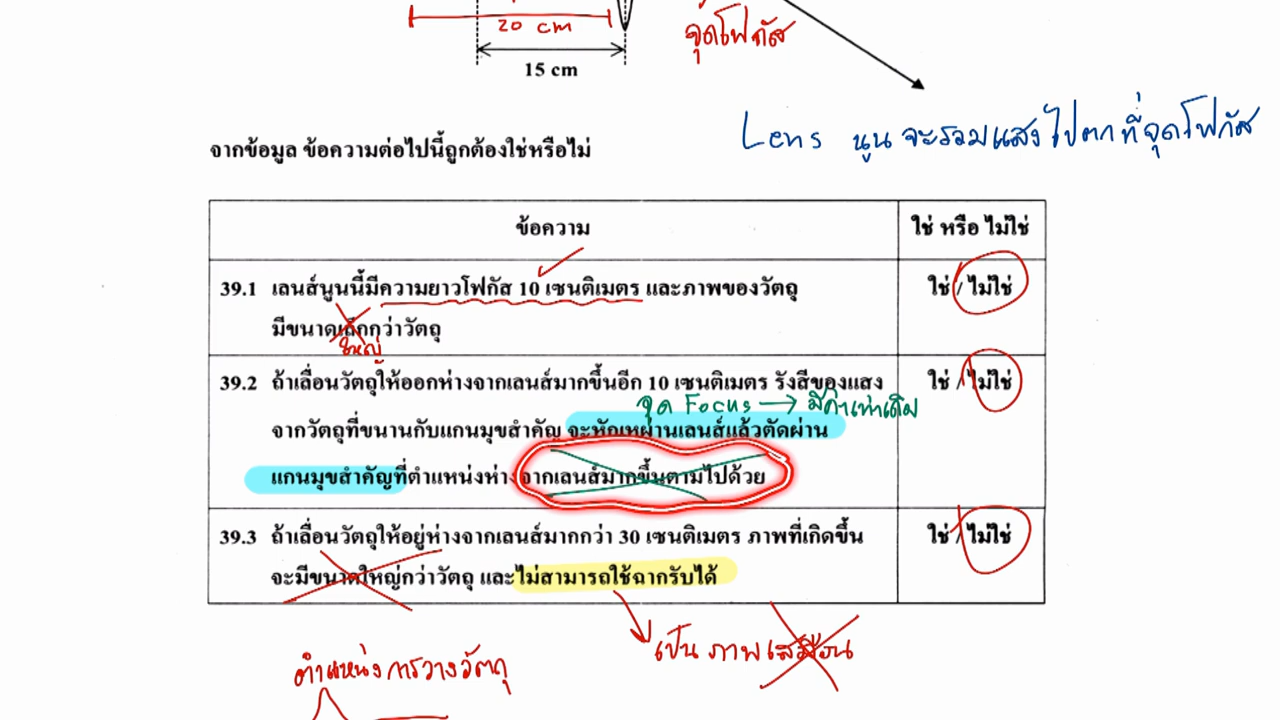 20 cm
จุดโฟกัส
15 cm
Lens นูน จะรวมแสงไปตกที่จุดโฟกัส
จากข้อมูล ข้อความต่อไปนี้ถูกต้องใช่หรือไม่
ข้อความ
ใช่ หรือ ไม่ใช่
39.1 เลนส์นูนนี้มีความยาวโฟกัส 10 เซนติเมตร และภาพของวัตถุ
ใช่ / ไม่ใช่
มีขนาดเล็กกว่าวัตถุ
ใหญ่
39.2 ถ้าเลื่อนวัตถุให้ออกห่างจากเลนส์มากขึ้นอีก 10 เซนติเมตร รังสีของแสง
ใช่ / ไม่ใช่
จุด Focus → มีค่าเท่าเดิม
จากวัตถุที่ขนานกับแกนมุขสำคัญ จะหักเหผ่านเลนส์แล้วตัดผ่าน
แกนมุขสำคัญที่ตำแหน่งห่างจากเลนส์มากขึ้นตามไปด้วย
39.3 ถ้าเลื่อนวัตถุให้อยู่ห่างจากเลนส์มากกว่า 30 เซนติเมตร ภาพที่เกิดขึ้น
ใช่ / ไม่ใช่
จะมีขนาดใหญ่กว่าวัตถุ และไม่สามารถใช้ฉากรับได้
เป็น ภาพเสมือน
ตำแหน่งการวางวัตถุ